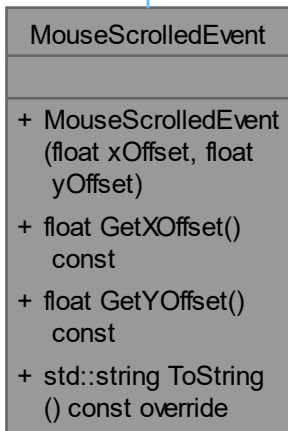 MouseScrolledEvent
+ MouseScrolledEvent
(float xOffset, float
yOffset)
+ float GetXOffset()
const
+ float GetYOffset()
const
+ std::string ToString
() const override